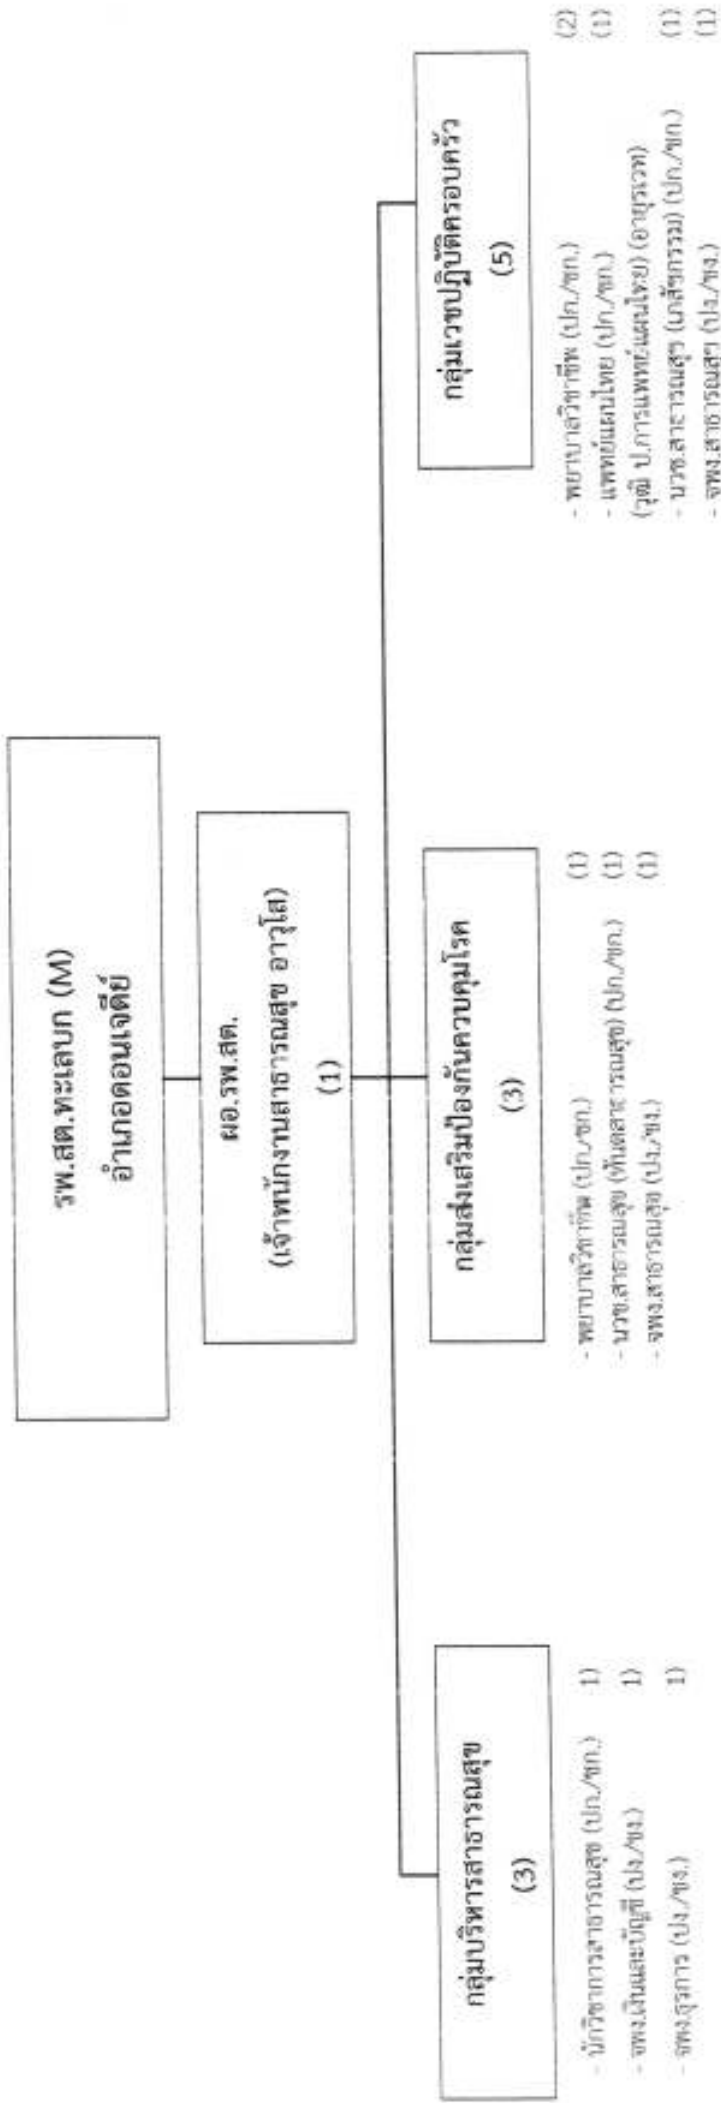 รพ.สต.ทะเลบก (M)
อำเภอดอนเจดีย์
ผอ.รพ.สต.
(เจ้าพนักงานสาธารณสุข อาวุโส)
(1)
กลุ่มบริหารสาธารณสุข
(3)
- นักวิชาการสาธารณสุข (ปก./ชก.) 1)
- จพง.เงินและบัญชี (ปง./ชง.) 1)
- จพง.ธุรการ (ปง./ชง.) 1)
กลุ่มส่งเสริมป้องกันควบคุมโรค
(3)
- พยาบาลวิชาชีพ (ปก./ชก.) (1)
- นวช.สาธารณสุข (ทันตสาธารณสุข) (ปก./ชก.) (1)
- จพง.สาธารณสุข (ปง./ชง.) (1)
กลุ่มเวชปฏิบัติครอบครัว
(5)
- พยาบาลวิชาชีพ (ปก./ชก.) (2)
- แพทย์แผนไทย (ปก./ชก.) (1)
(วุฒิ ป.การแพทย์แผนไทย) (อายุรเวท)
- นวช.สาธารณสุข (เภสัชกรรม) (ปก./ชก.) (1)
- จพง.สาธารณสุข (ปง./ชง.) (1)